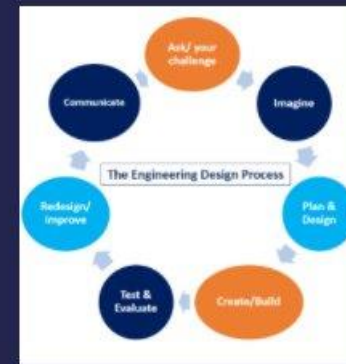 Ask/ your
challenge
Imagine
Plan &
Design
Create/Build
Test &
Evaluate
Redesign/
Improve
Communicate
The Engineering Design Process